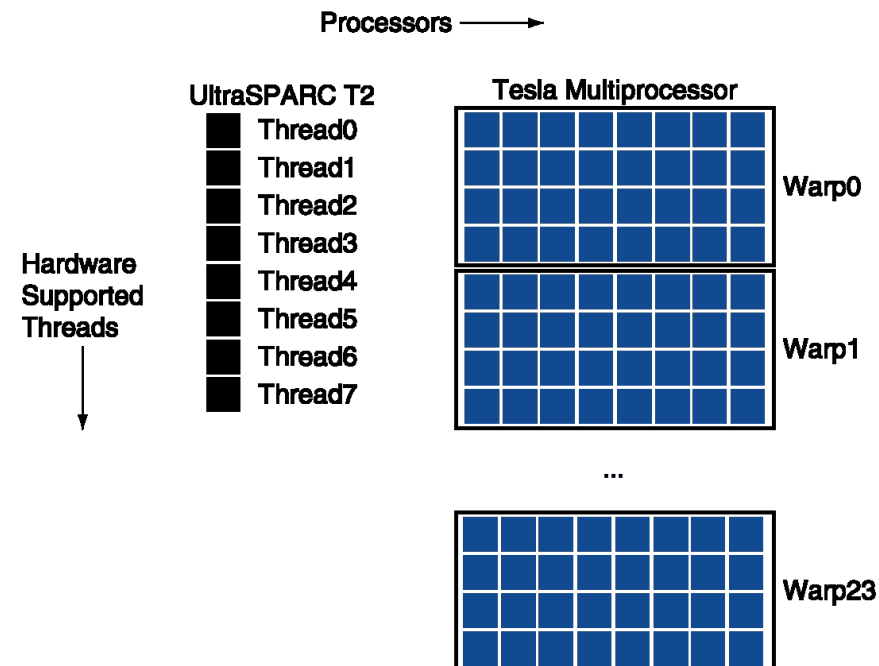 Processors
UltraSPARC T2
Tesla Multiprocessor
Thread0
Thread1
Thread2
Thread3
Thread4
Thread5
Thread6
Thread7
Hardware
Supported
Threads
Warp0
Warp1
...
Warp23